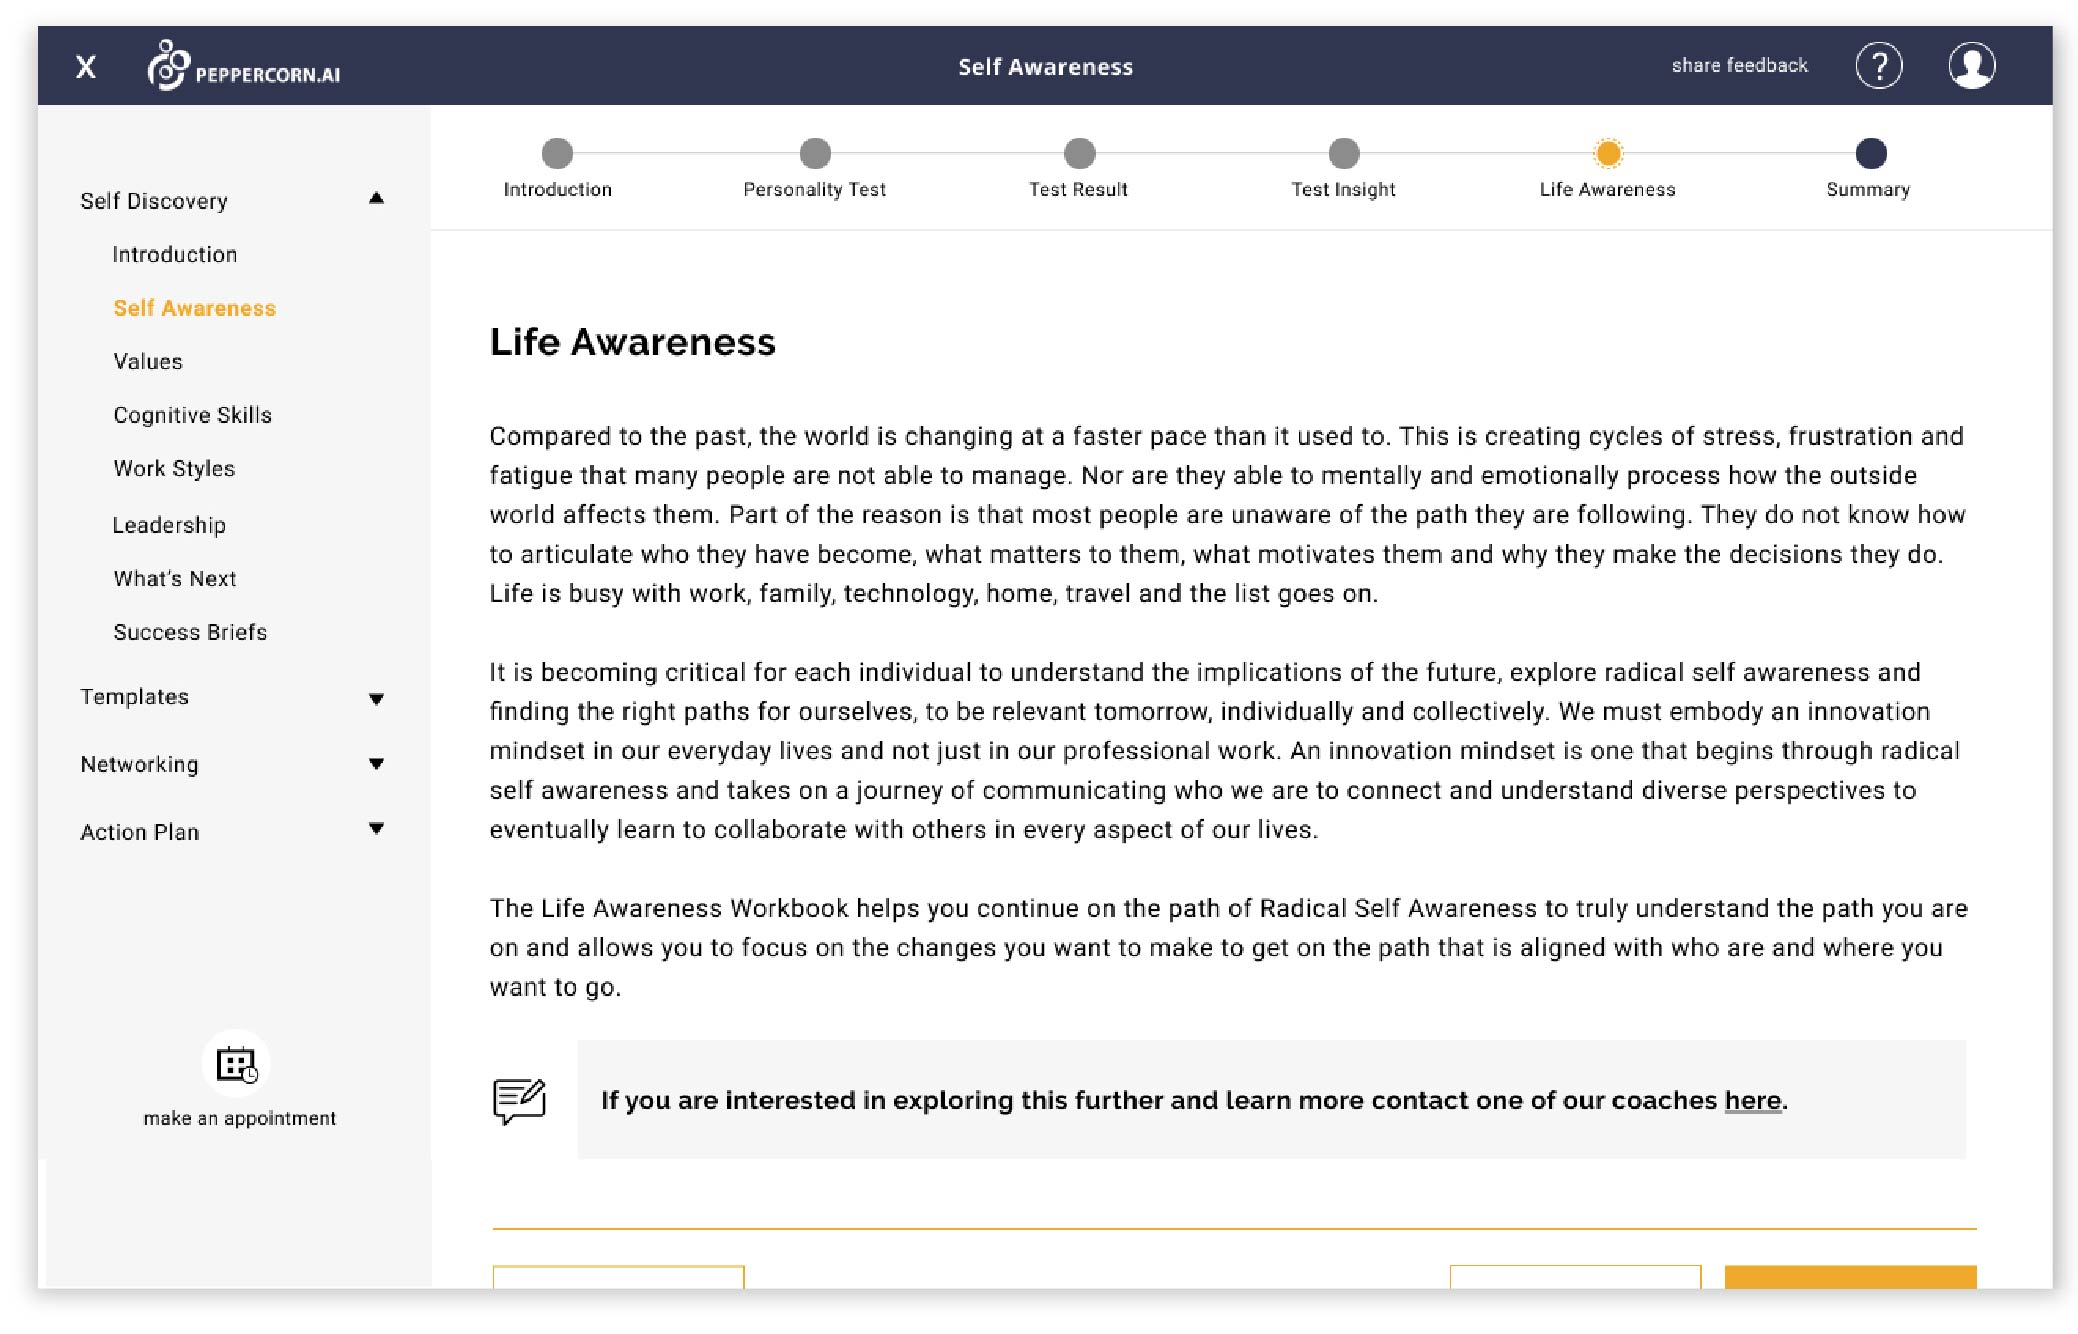 X
PEPPERCORN.AI
Self Awareness
share feedback
?
Introduction
Personality Test
Test Result
Test Insight
Life Awareness
Summary
Self Discovery
Introduction
Self Awareness
Values
Cognitive Skills
Work Styles
Leadership
What's Next
Success Briefs
Templates
Networking
Action Plan
make an appointment
Life Awareness
Compared to the past, the world is changing at a faster pace than it used to. This is creating cycles of stress, frustration and
fatigue that many people are not able to manage. Nor are they able to mentally and emotionally process how the outside
world affects them. Part of the reason is that most people are unaware of the path they are following. They do not know how
to articulate who they have become, what matters to them, what motivates them and why they make the decisions they do.
Life is busy with work, family, technology, home, travel and the list goes on.
It is becoming critical for each individual to understand the implications of the future, explore radical self awareness and
finding the right paths for ourselves, to be relevant tomorrow, individually and collectively. We must embody an innovation
mindset in our everyday lives and not just in our professional work. An innovation mindset is one that begins through radical
self awareness and takes on a journey of communicating who we are to connect and understand diverse perspectives to
eventually learn to collaborate with others in every aspect of our lives.
The Life Awareness Workbook helps you continue on the path of Radical Self Awareness to truly understand the path you are
on and allows you to focus on the changes you want to make to get on the path that is aligned with who are and where you
want to go.
If you are interested in exploring this further and learn more contact one of our coaches here.